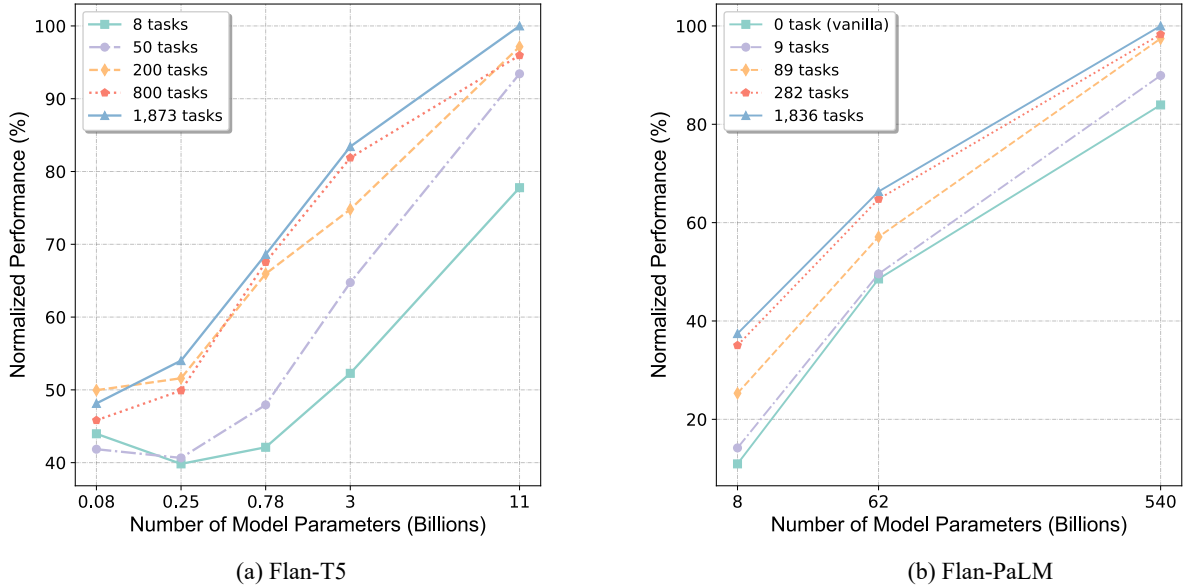 8 tasks
50 tasks
200 tasks
800 tasks
1,873 tasks
100
90
80
70
60
50
40
Normalized Performance (%)
0.08 0.25 0.78 3 11
Number of Model Parameters (Billions)
(a) Flan-T5
0 task (vanilla)
9 tasks
89 tasks
282 tasks
1,836 tasks
100
80
60
40
20
Normalized Performance (%)
8 62 540
Number of Model Parameters (Billions)
(b) Flan-PaLM